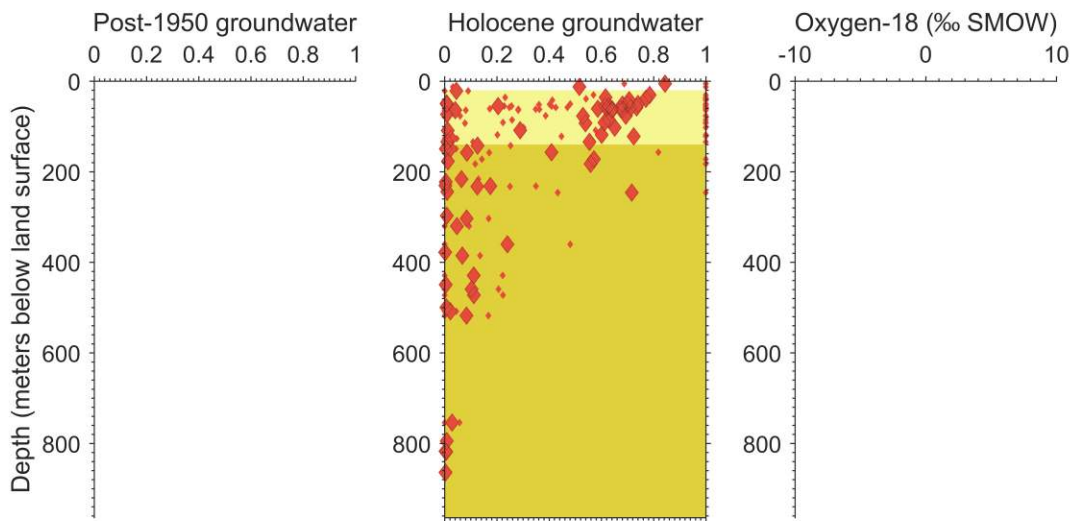 Post-1950 groundwater Holocene groundwater Oxygen-18 (‰ SMOW)
0 0.2 0.4 0.6 0.8 1 0 0.2 0.4 0.6 0.8 1 -10 0 10
0 0 0
200 200 200
400 400 400
600 600 600
800 800 800
Depth (meters below land surface)